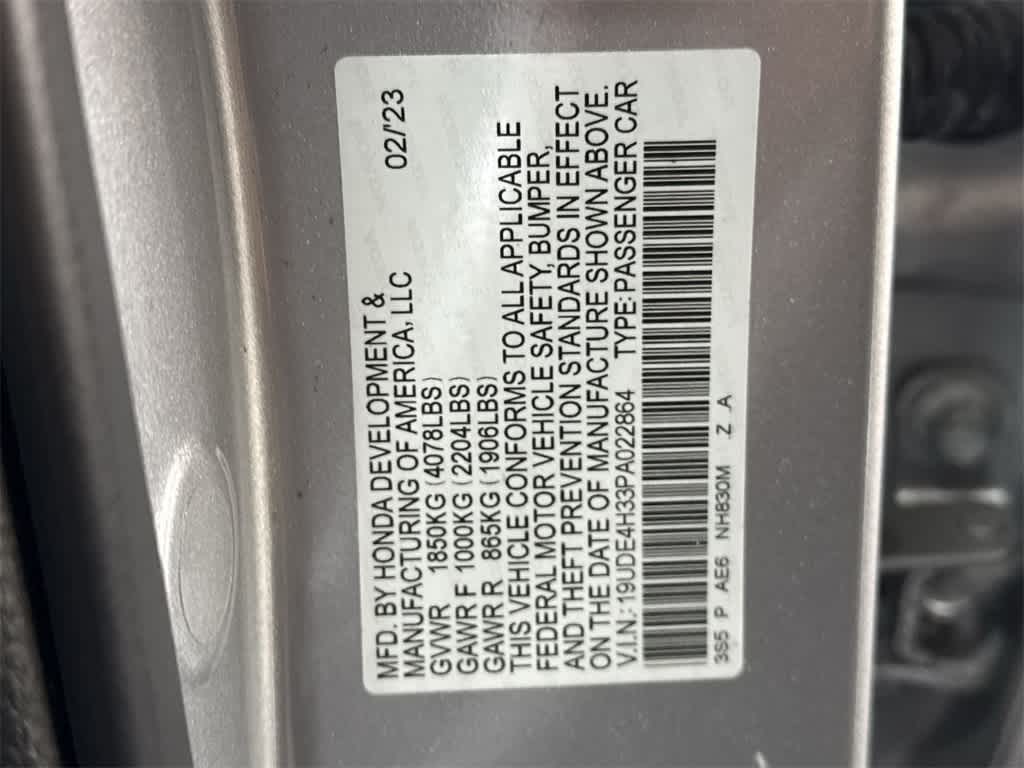 MFD. BY HONDA DEVELOPMENT &
MANUFACTURING OF AMERICA, LLC 02/'23
GVWR 1850KG (4078LBS)
GAWR F 1000KG (2204LBS)
GAWR R 865KG (1906LBS)
THIS VEHICLE CONFORMS TO ALL APPLICABLE
FEDERAL MOTOR VEHICLE SAFETY, BUMPER,
AND THEFT PREVENTION STANDARDS IN EFFECT
ON THE DATE OF MANUFACTURE SHOWN ABOVE.
V.I.N.: 19UDE4H33PA022864 TYPE: PASSENGER CAR
3S5 P AE6 NH830M .Z .A